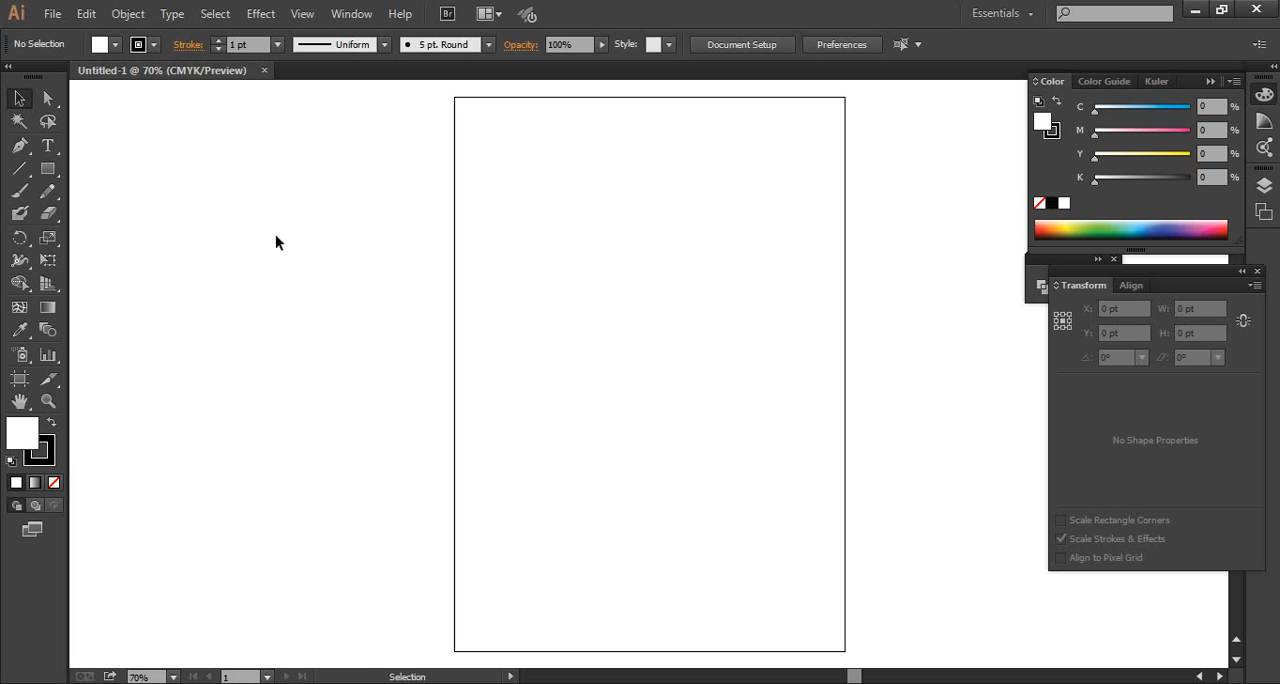 Ai File Edit Object Type Select Effect View Window Help Br Essentials
No Selection Stroke: 1 pt Uniform 5 pt. Round Opacity: 100% Style: Document Setup Preferences
Untitled-1 @ 70% (CMYK/Preview)
Color Color Guide Kuler
C 0 %
M 0 %
Y 0 %
K 0 %
Transform Align
X: 0 pt W: 0 pt
Y: 0 pt H: 0 pt
0° 0°
No Shape Properties
Scale Rectangle Corners
Scale Strokes & Effects
Align to Pixel Grid
T
70% 1 Selection